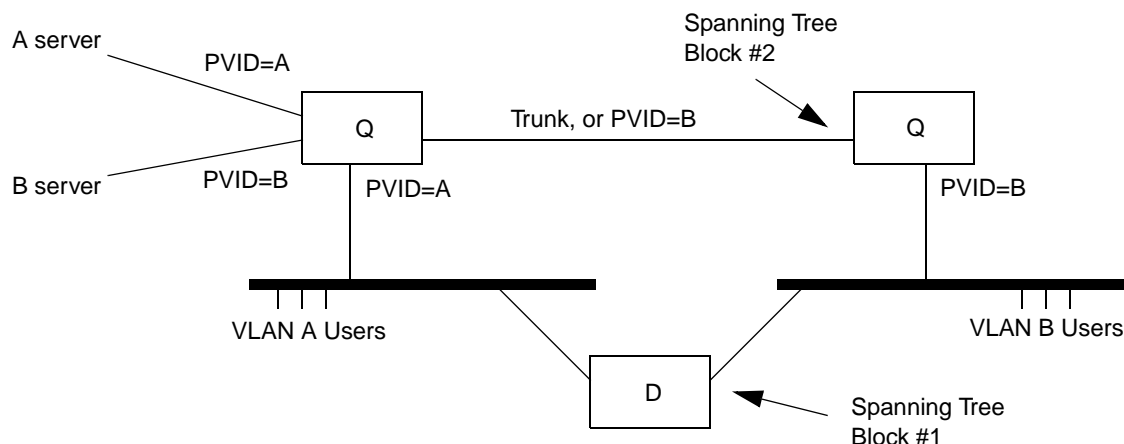 Spanning Tree
Block #2
A server
PVID=A
Q
Trunk, or PVID=B
Q
B server
PVID=B
PVID=A
PVID=B
VLAN A Users
VLAN B Users
D
Spanning Tree
Block #1